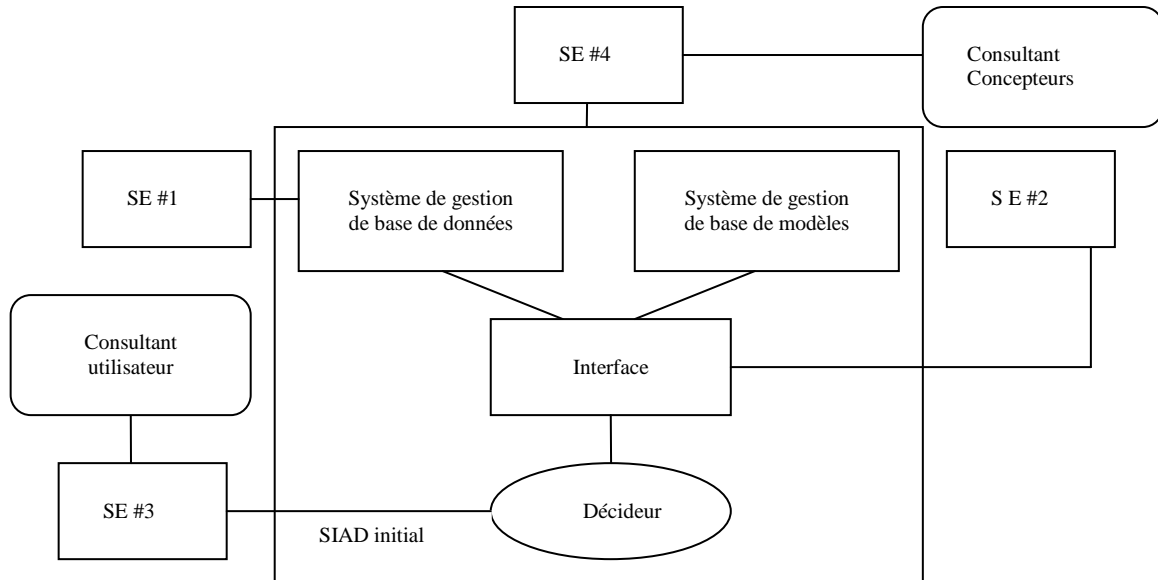 SE #4
Consultant
Concepteurs
SE #1
Système de gestion
de base de données
Système de gestion
de base de modèles
S E #2
Consultant
utilisateur
Interface
SE #3
SIAD initial
Décideur